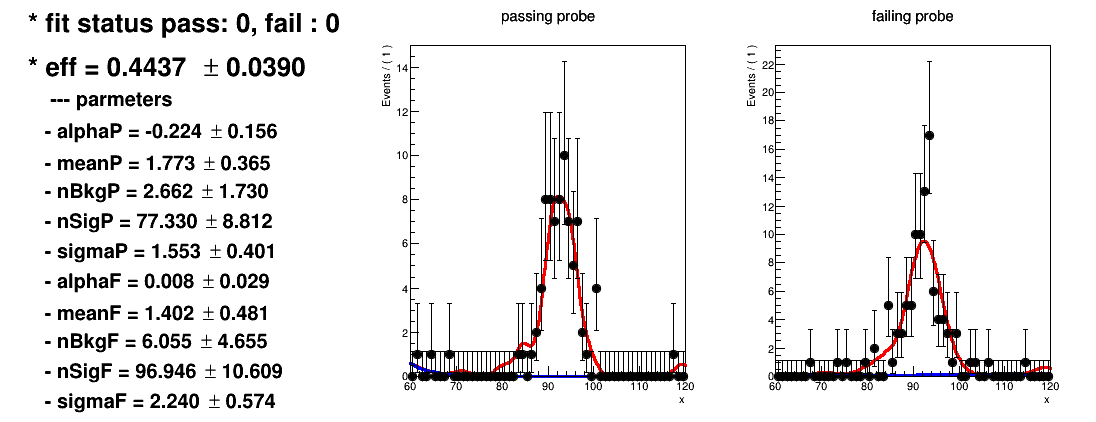 * fit status pass: 0, fail : 0
* eff = 0.4437 ± 0.0390
--- parmeters
- alphaP = -0.224 ± 0.156
- meanP = 1.773 ± 0.365
- nBkgP = 2.662 ± 1.730
- nSigP = 77.330 ± 8.812
- sigmaP = 1.553 ± 0.401
- alphaF = 0.008 ± 0.029
- meanF = 1.402 ± 0.481
- nBkgF = 6.055 ± 4.655
- nSigF = 96.946 ± 10.609
- sigmaF = 2.240 ± 0.574
passing probe
Events / ( 1 )
14
12
10
8
6
4
2
0
60 70 80 90 100 110 120
x
failing probe
Events / ( 1 )
22
20
18
16
14
12
10
8
6
4
2
0
60 70 80 90 100 110 120
x